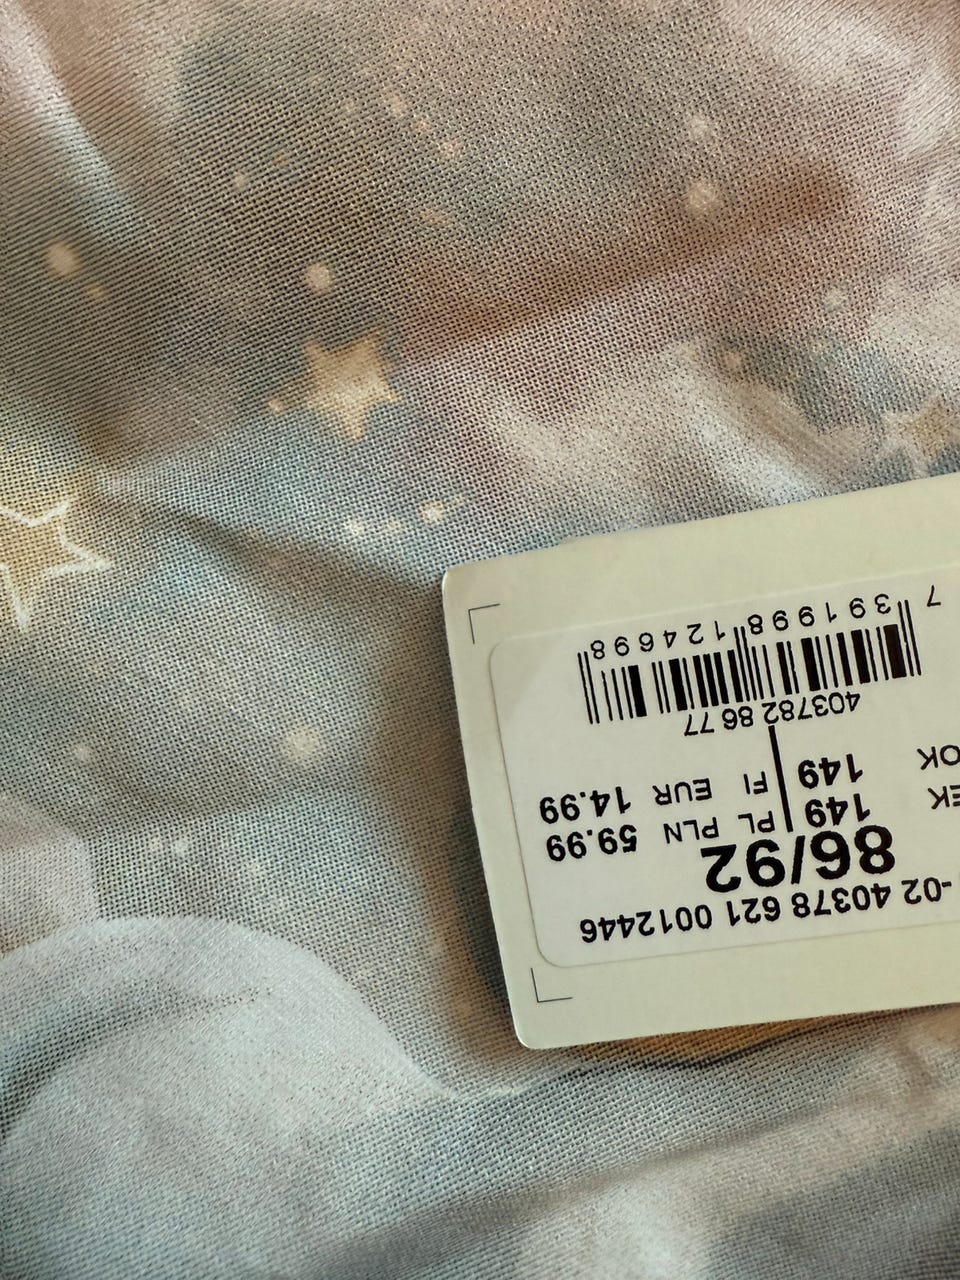 -02 40378 621 0012446
86/92
EK 149 PL PLN 59.99
OK 149 FI EUR 14.99
403782 86 77
7 391998 124698